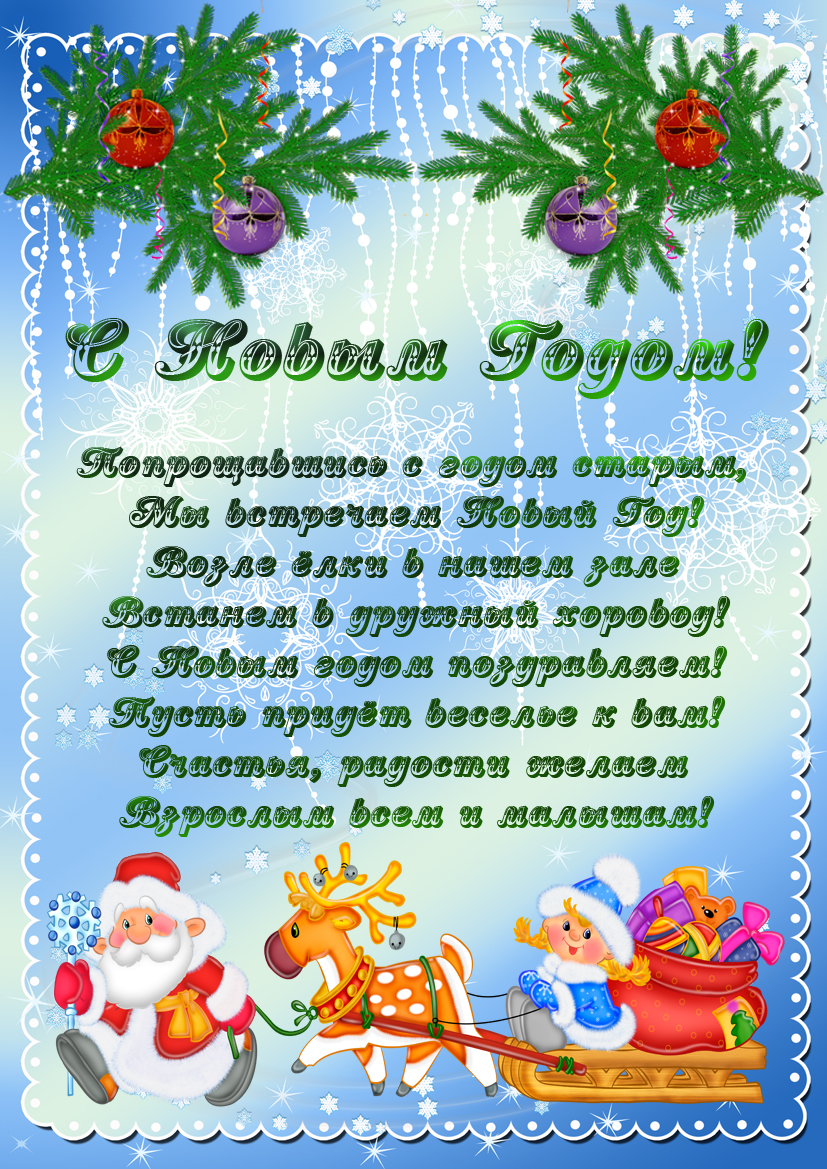 С Новым Годом!
Попрощавшись с годом старым,
Мы встречаем Новый Год!
Возле ёлки в нашем зале
Встанем в дружный хоровод!
С Новым годом поздравляем!
Пусть придёт веселье к вам!
Счастья, радости желаем
Взрослым всем и малышам!